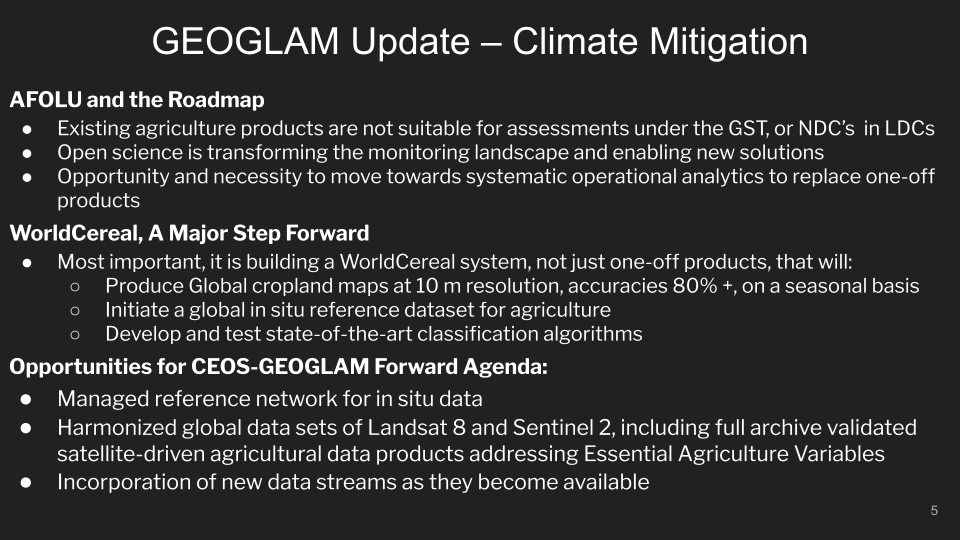 GEOGLAM Update – Climate Mitigation
AFOLU and the Roadmap
● Existing agriculture products are not suitable for assessments under the GST, or NDC’s  in LDCs
● Open science is transforming the monitoring landscape and enabling new solutions
● Opportunity and necessity to move towards systematic operational analytics to replace one-off
products
WorldCereal, A Major Step Forward
● Most important, it is building a WorldCereal system, not just one-off products, that will:
○ Produce Global cropland maps at 10 m resolution, accuracies 80% +, on a seasonal basis
○ Initiate a global in situ reference dataset for agriculture
○ Develop and test state-of-the-art classification algorithms
Opportunities for CEOS-GEOGLAM Forward Agenda:
● Managed reference network for in situ data
● Harmonized global data sets of Landsat 8 and Sentinel 2, including full archive validated
satellite-driven agricultural data products addressing Essential Agriculture Variables
● Incorporation of new data streams as they become available
5